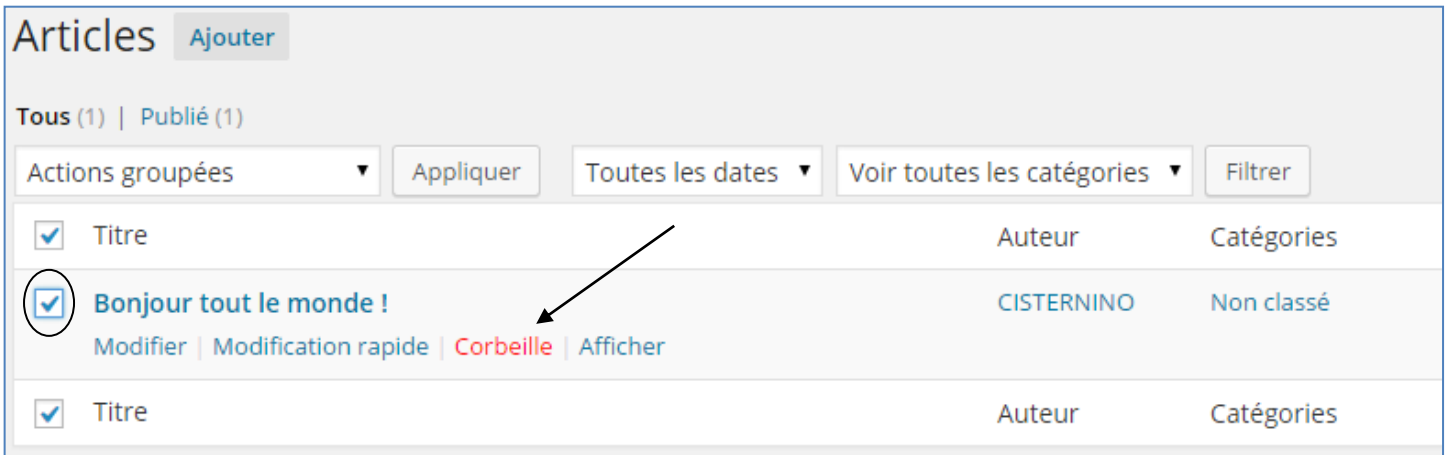 Articles Ajouter
Tous (1) | Publié (1)
Actions groupées Appliquer Toutes les dates Voir toutes les catégories Filtrer
Titre Auteur Catégories
Bonjour tout le monde ! CISTERNINO Non classé
Modifier | Modification rapide | Corbeille | Afficher
Titre Auteur Catégories